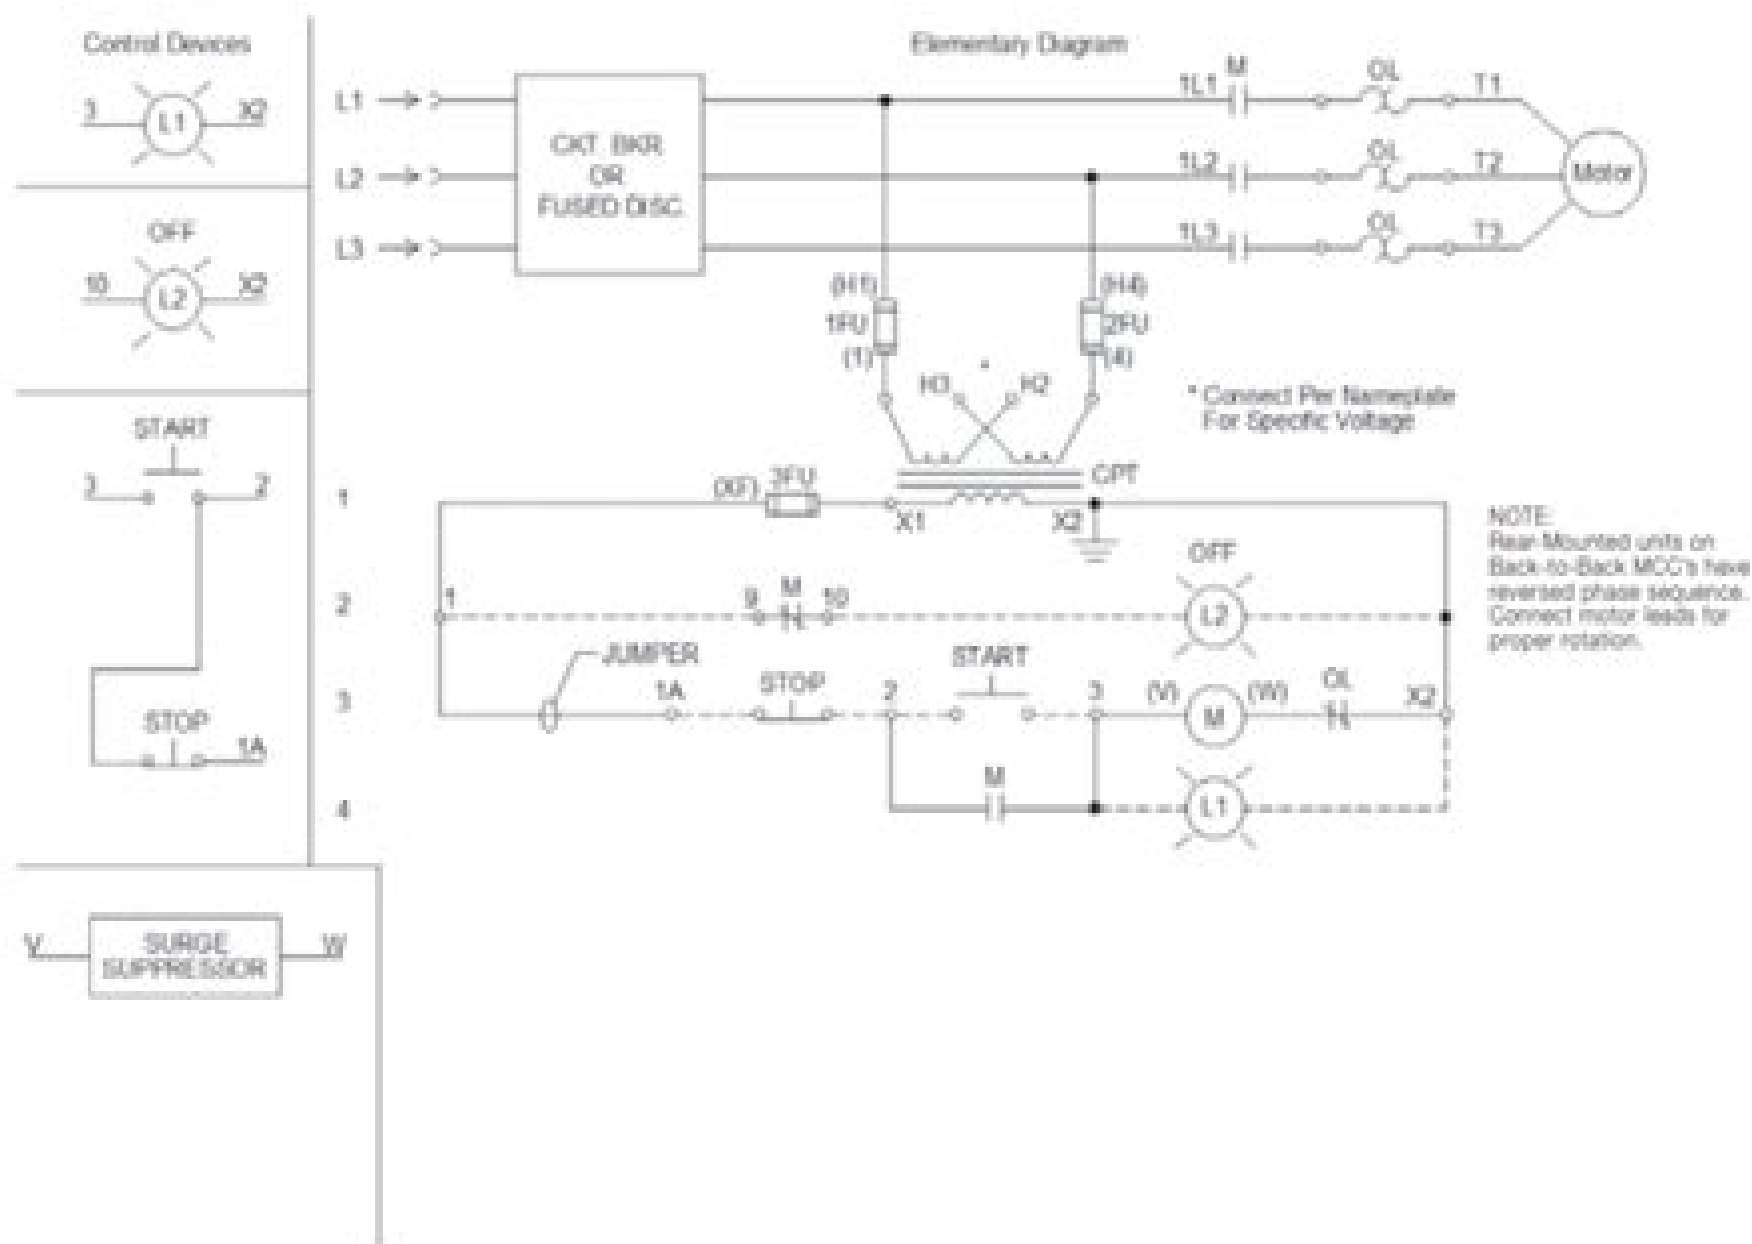 Control Devices
3 L1 X2
OFF
10 L2 X2
START
3 2
STOP
1A
V SURGE W
SUPPRESSOR
Elementary Diagram
L1
L2
L3
CKT. BKR.
OR
FUSED DISC.
1L1 M OL T1
1L2 OL T2
1L3 OL T3
Motor
(H1) (H4)
1FU 2FU
(1) (4)
H3 * H2
* Connect Per Nameplate
For Specific Voltage
CPT
1 (XF) 3FU X1 X2
NOTE:
Rear Mounted units on
Back-to-Back MCC's have
reversed phase sequence.
Connect motor leads for
proper rotation.
OFF
2 1 9 M 10 L2
JUMPER
3 1A STOP 2 START 3 (V) M (W) OL X2
4 M L1